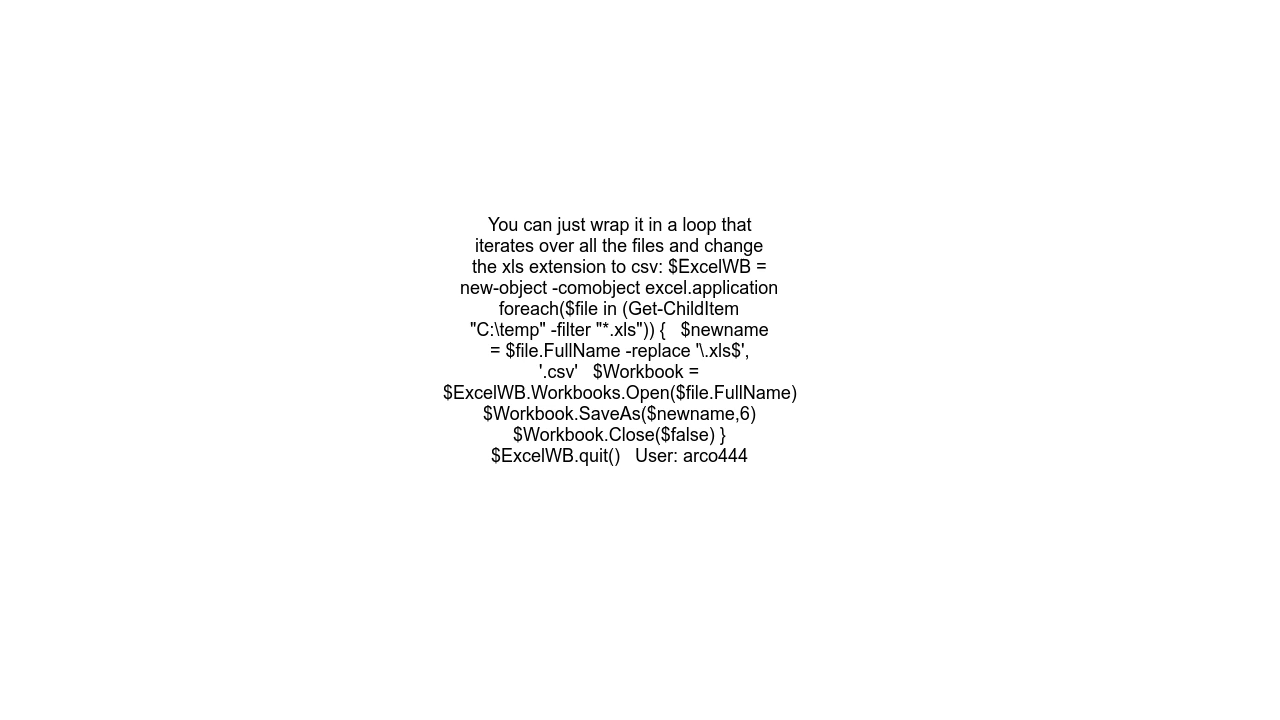 You can just wrap it in a loop that
iterates over all the files and change
the xls extension to csv: $ExcelWB =
new-object -comobject excel.application
foreach($file in (Get-ChildItem
"C:\temp" -filter "*.xls")) {   $newname
= $file.FullName -replace '\.xls$',
'.csv'   $Workbook =
$ExcelWB.Workbooks.Open($file.FullName)
$Workbook.SaveAs($newname,6)
$Workbook.Close($false) }
$ExcelWB.quit()   User: arco444